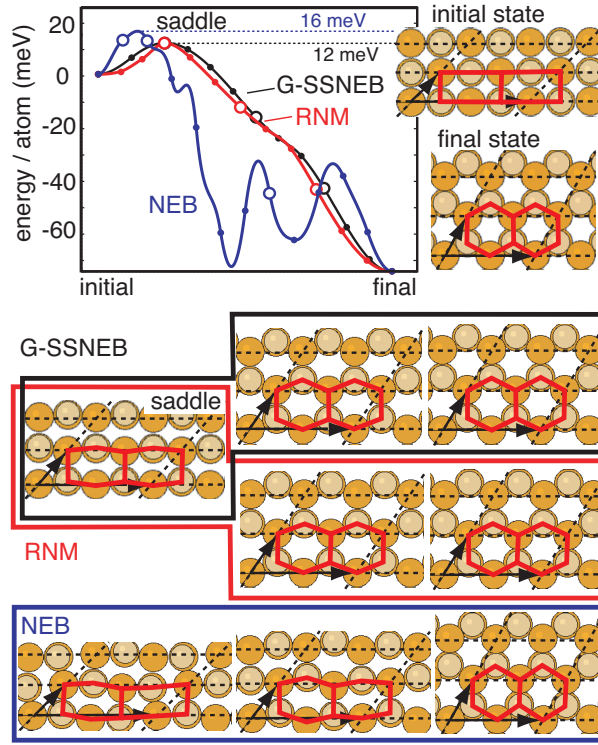 saddle
16 meV
12 meV
energy / atom (meV)
20
0
-20
-40
-60
G-SSNEB
RNM
NEB
initial
final
initial state
final state
G-SSNEB
saddle
RNM
NEB